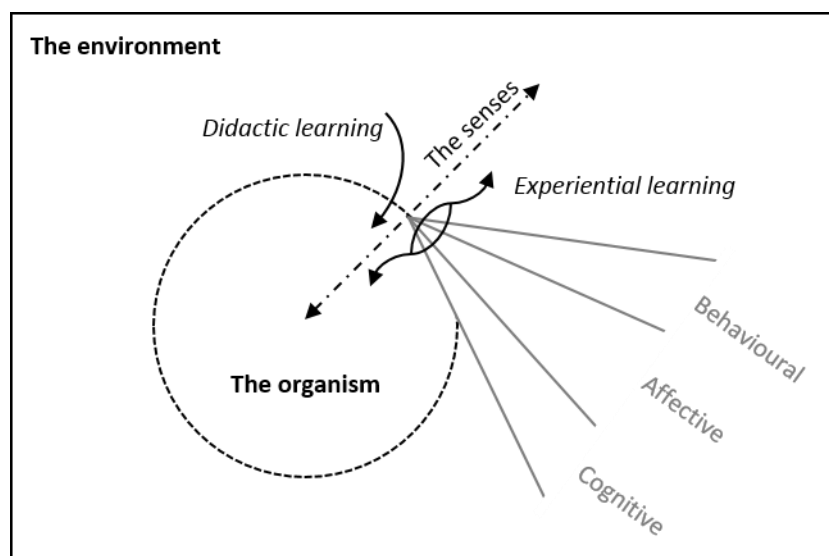 The environment
Didactic learning
The senses
Experiential learning
The organism
Behavioural
Affective
Cognitive